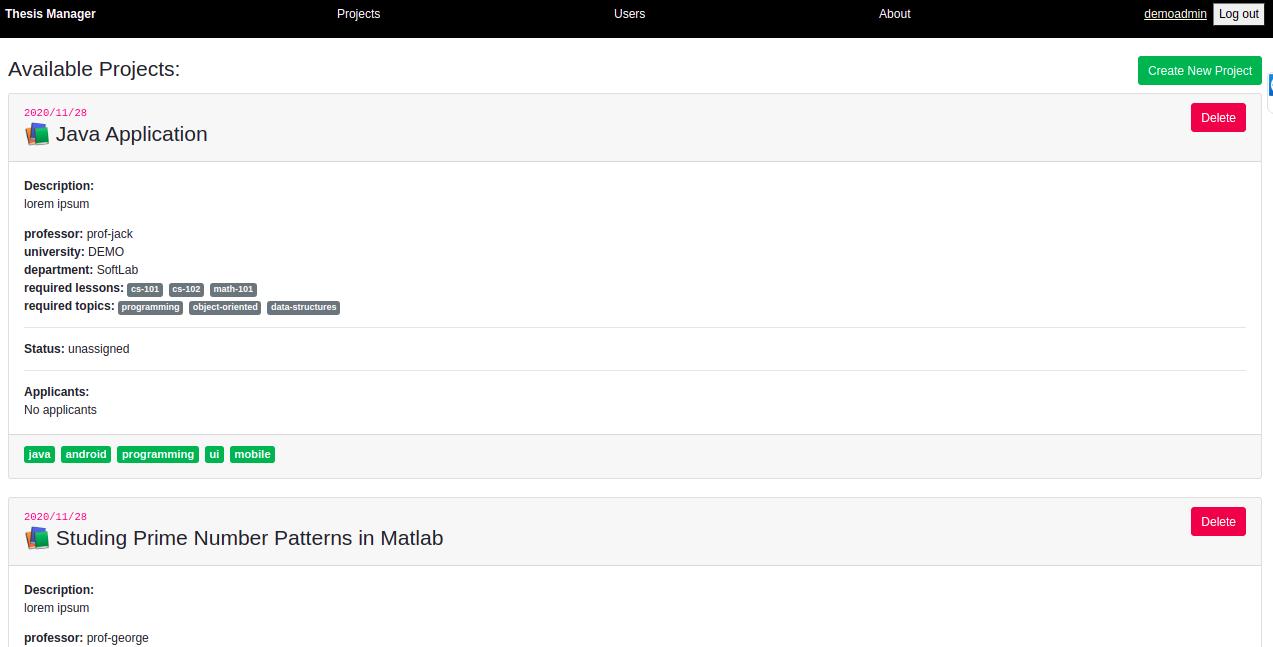 Thesis Manager Projects Users About demoadmin Log out
Available Projects: Create New Project
2020/11/28
Java Application Delete
Description:
lorem ipsum
professor: prof-jack
university: DEMO
department: SoftLab
required lessons: cs-101 cs-102 math-101
required topics: programming object-oriented data-structures
Status: unassigned
Applicants:
No applicants
java android programming ui mobile
2020/11/28
Studing Prime Number Patterns in Matlab Delete
Description:
lorem ipsum
professor: prof-george